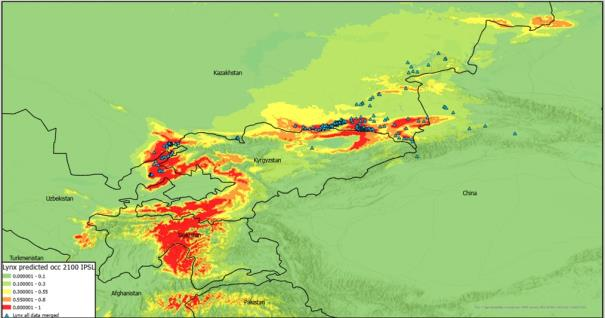 Kazakhstan
Kyrgyzstan
Uzbekistan
China
Turkmenistan
Afghanistan
Pakistan
Lynx predicted occ 2100 IPSL
0.000001 - 0.1
0.100001 - 0.3
0.300001 - 0.55
0.550001 - 0.8
0.800001 - 1
Lynx all data merged